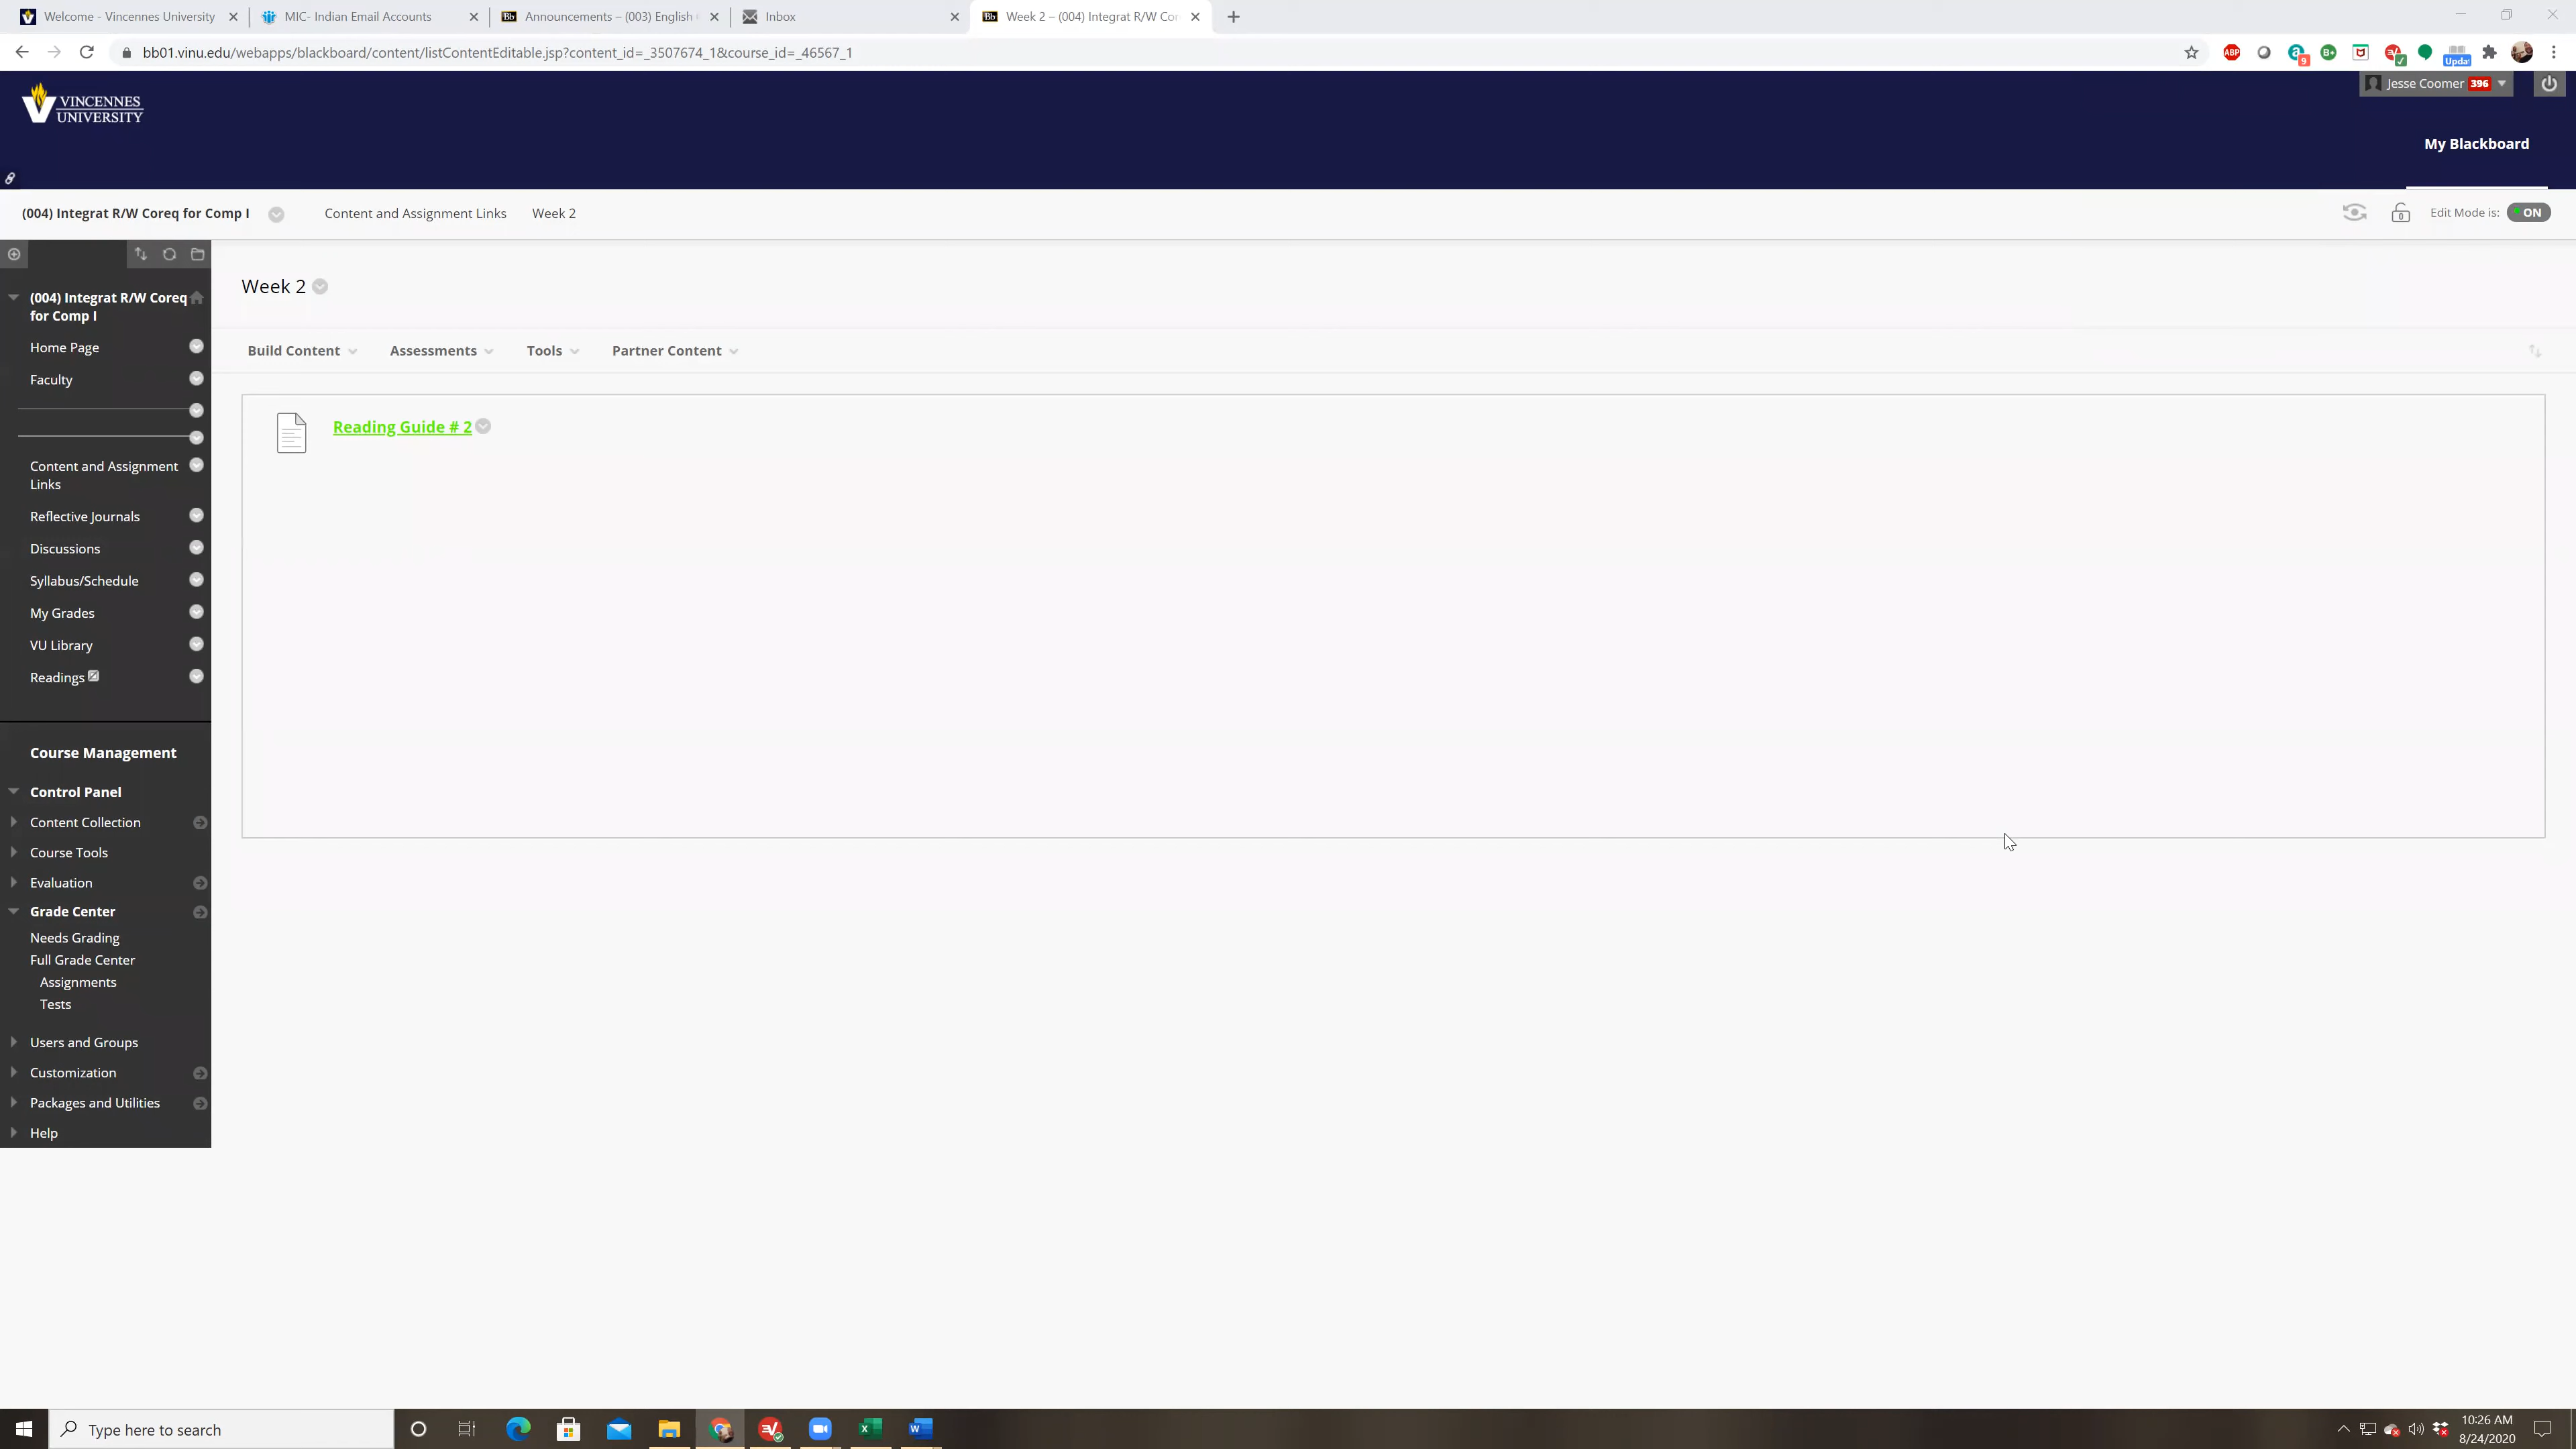 Welcome - Vincennes University
MIC- Indian Email Accounts
Bb Announcements – (003) English
Inbox
Bb Week 2 – (004) Integrat R/W Cor
bb01.vinu.edu/webapps/blackboard/content/listContentEditable.jsp?content_id=_3507674_1&course_id=_46567_1
ABP
9
B+
Updat
VINCENNES
UNIVERSITY
Jesse Coomer 396
My Blackboard
(004) Integrat R/W Coreq for Comp I
Content and Assignment Links
Week 2
Edit Mode is: ON
(004) Integrat R/W Coreq
for Comp I
Home Page
Faculty
Content and Assignment
Links
Reflective Journals
Discussions
Syllabus/Schedule
My Grades
VU Library
Readings
Course Management
Control Panel
Content Collection
Course Tools
Evaluation
Grade Center
Needs Grading
Full Grade Center
Assignments
Tests
Users and Groups
Customization
Packages and Utilities
Help
Week 2
Build Content
Assessments
Tools
Partner Content
Reading Guide # 2
Type here to search
10:26 AM
8/24/2020